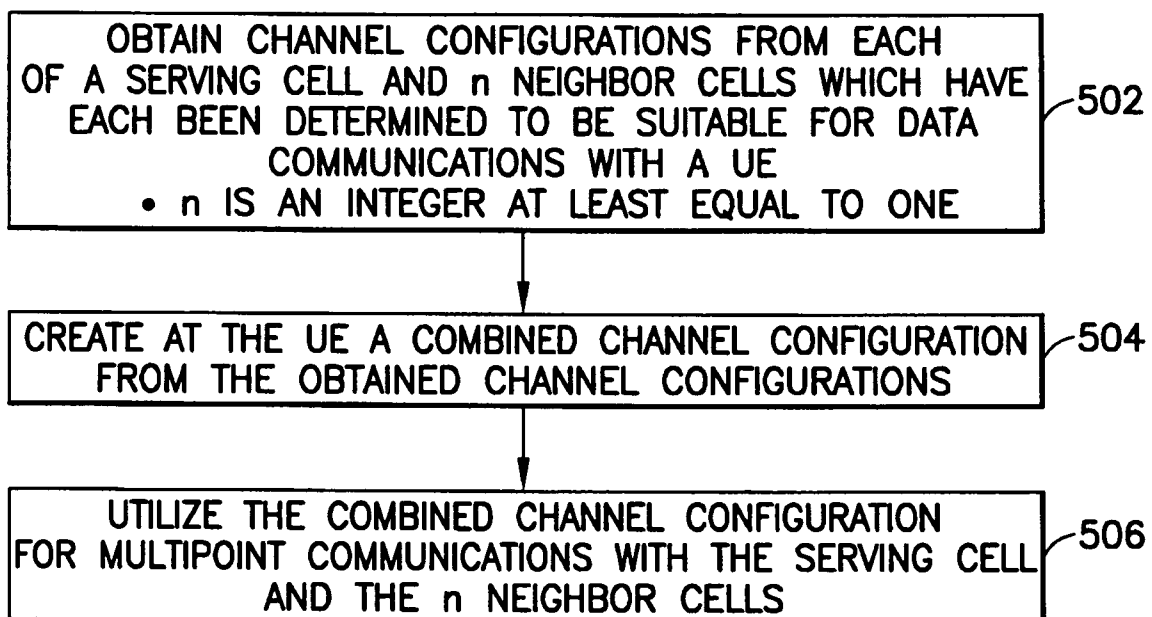 OBTAIN CHANNEL CONFIGURATIONS FROM EACH
OF A SERVING CELL AND n NEIGHBOR CELLS WHICH HAVE
EACH BEEN DETERMINED TO BE SUITABLE FOR DATA
COMMUNICATIONS WITH A UE
• n IS AN INTEGER AT LEAST EQUAL TO ONE
502
CREATE AT THE UE A COMBINED CHANNEL CONFIGURATION
FROM THE OBTAINED CHANNEL CONFIGURATIONS
504
UTILIZE THE COMBINED CHANNEL CONFIGURATION
FOR MULTIPOINT COMMUNICATIONS WITH THE SERVING CELL
AND THE n NEIGHBOR CELLS
506